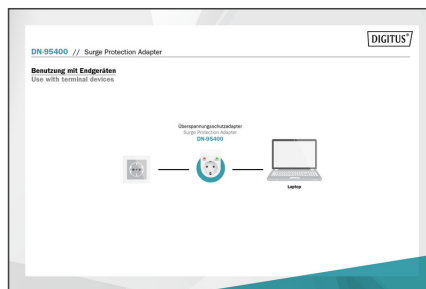 DIGITUS®
DN-95400 // Surge Protection Adapter
Benutzung mit Endgeräten
Use with terminal devices
Überspannungsschutzadapter
Surge Protection Adapter
DN-95400
Laptop